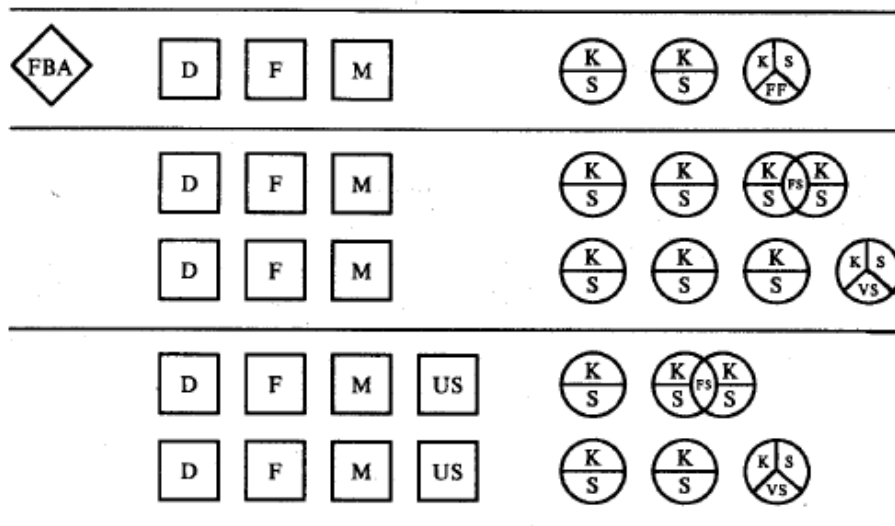 FBA D F M K S K S K S FF
D F M K S K S K S FS K S
D F M K S K S K S K S VS
D F M US K S K S FS K S
D F M US K S K S K S VS